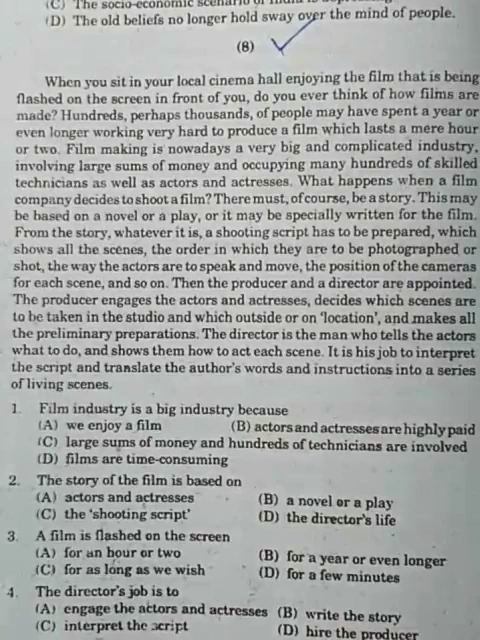 (C) The socio-economic scenario of India is
(D) The old beliefs no longer hold sway over the mind of people.
(8)
When you sit in your local cinema hall enjoying the film that is being
flashed on the screen in front of you, do you ever think of how films are
made? Hundreds, perhaps thousands, of people may have spent a year or
even longer working very hard to produce a film which lasts a mere hour
or two. Film making is nowadays a very big and complicated industry,
involving large sums of money and occupying many hundreds of skilled
technicians as well as actors and actresses. What happens when a film
company decides to shoot a film? There must, of course, be a story. This may
be based on a novel or a play, or it may be specially written for the film.
From the story, whatever it is, a shooting script has to be prepared, which
shows all the scenes, the order in which they are to be photographed or
shot, the way the actors are to speak and move, the position of the cameras
for each scene, and so on. Then the producer and a director are appointed.
The producer engages the actors and actresses, decides which scenes are
to be taken in the studio and which outside or on 'location', and makes all
the preliminary preparations. The director is the man who tells the actors
what to do, and shows them how to act each scene. It is his job to interpret
the script and translate the author's words and instructions into a series
of living scenes.
1. Film industry is a big industry because
(A) we enjoy a film (B) actors and actresses are highly paid
(C) large sums of money and hundreds of technicians are involved
(D) films are time-consuming
2. The story of the film is based on
(A) actors and actresses (B) a novel or a play
(C) the 'shooting script' (D) the director's life
3. A film is flashed on the screen
(A) for an hour or two (B) for a year or even longer
(C) for as long as we wish (D) for a few minutes
4. The director's job is to
(A) engage the actors and actresses (B) write the story
(C) interpret the script (D) hire the producer